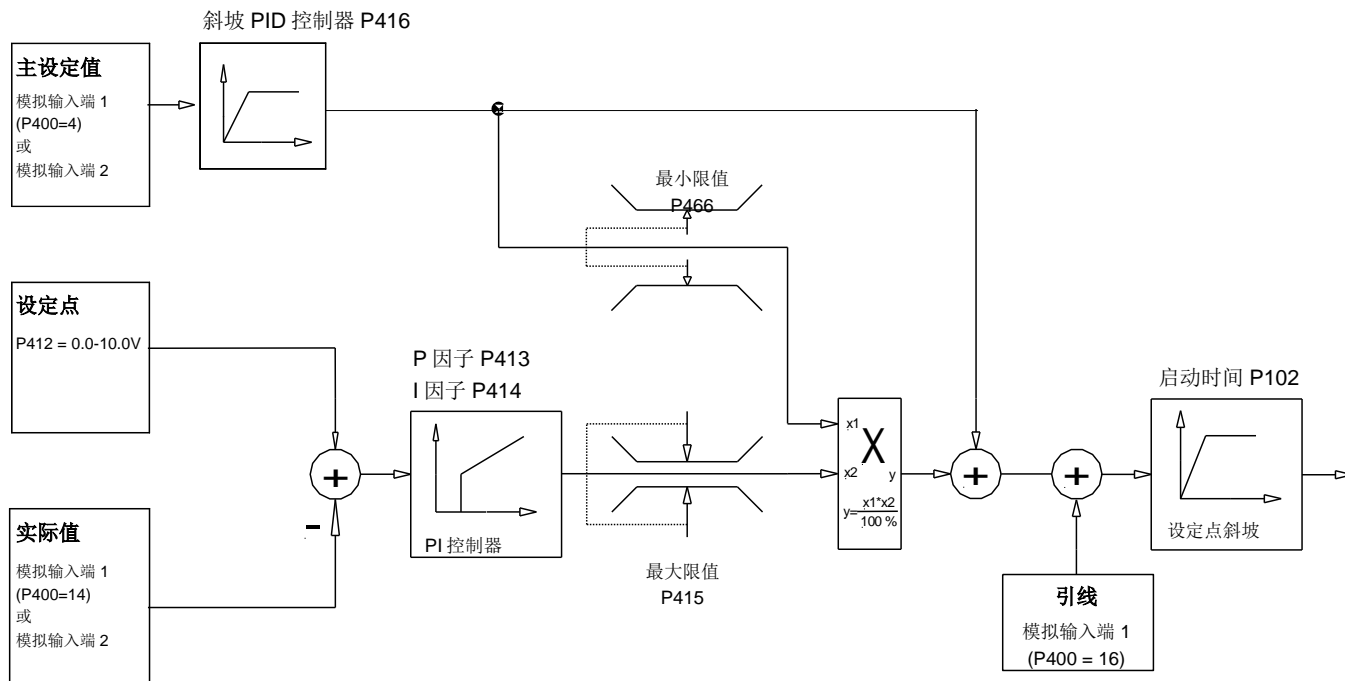 斜坡 PID 控制器 P416
主设定值
模拟输入端 1
(P400=4)
或
模拟输入端 2
最小限值
P466
设定点
P412 = 0.0-10.0V
P 因子 P413
I 因子 P414
PI 控制器
+
-
实际值
模拟输入端 1
(P400=14)
或
模拟输入端 2
最大限值
P415
x1
X
x2
y
y=x1*x2
100 %
+
+
启动时间 P102
设定点斜坡
引线
模拟输入端 1
(P400 = 16)